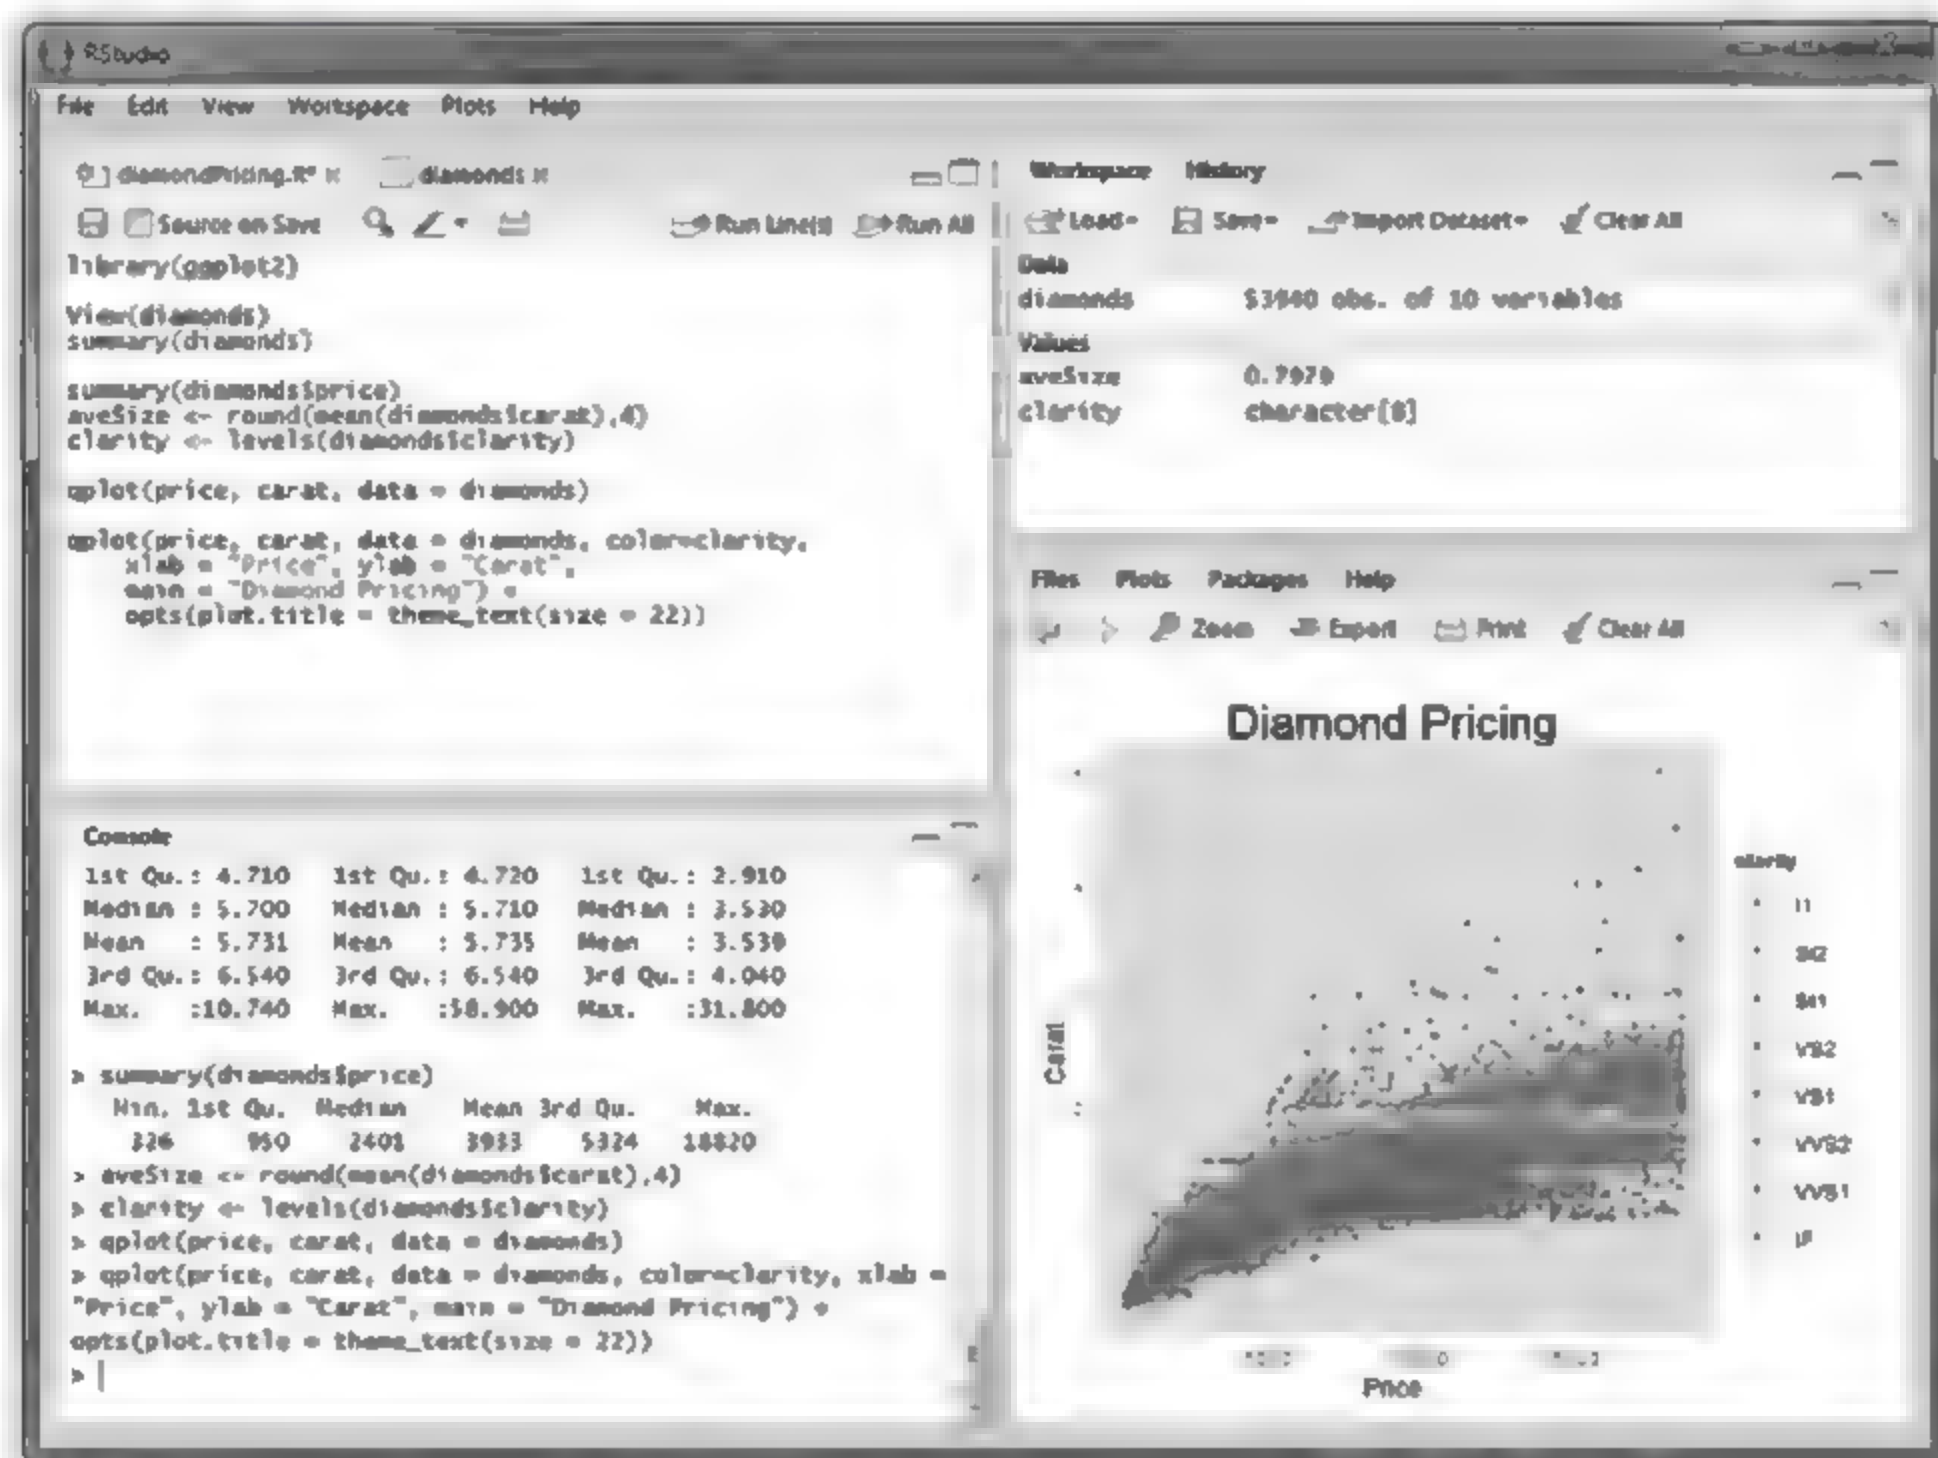 RStudio
File Edit View Workspace Plots Help
diamondPricing.R* diamonds
Source on Save Run Line(s) Run All
library(ggplot2)
View(diamonds)
summary(diamonds)
summary(diamonds$price)
aveSize <- round(mean(diamonds$carat),4)
clarity <- levels(diamonds$clarity)
qplot(price, carat, data = diamonds)
qplot(price, carat, data = diamonds, color=clarity,
xlab = "Price", ylab = "Carat",
main = "Diamond Pricing") +
opts(plot.title = theme_text(size = 22))
Console
1st Qu.: 4.710 1st Qu.: 4.720 1st Qu.: 2.910
Median : 5.700 Median : 5.710 Median : 3.530
Mean : 5.731 Mean : 5.735 Mean : 3.539
3rd Qu.: 6.540 3rd Qu.: 6.540 3rd Qu.: 4.040
Max. :10.740 Max. :58.900 Max. :31.800
> summary(diamonds$price)
Min. 1st Qu. Median Mean 3rd Qu. Max.
326 950 2401 3933 5324 18820
> aveSize <- round(mean(diamonds$carat),4)
> clarity <- levels(diamonds$clarity)
> qplot(price, carat, data = diamonds)
> qplot(price, carat, data = diamonds, color=clarity, xlab =
"Price", ylab = "Carat", main = "Diamond Pricing") +
opts(plot.title = theme_text(size = 22))
>
Workspace History
Load Save Import Dataset Clear All
Data
diamonds 53940 obs. of 10 variables
Values
aveSize 0.7979
clarity character[8]
Files Plots Packages Help
Zoom Export Print Clear All
Diamond Pricing
Carat
clarity
I1
SI2
SI1
VS2
VS1
VVS2
VVS1
IF
Price